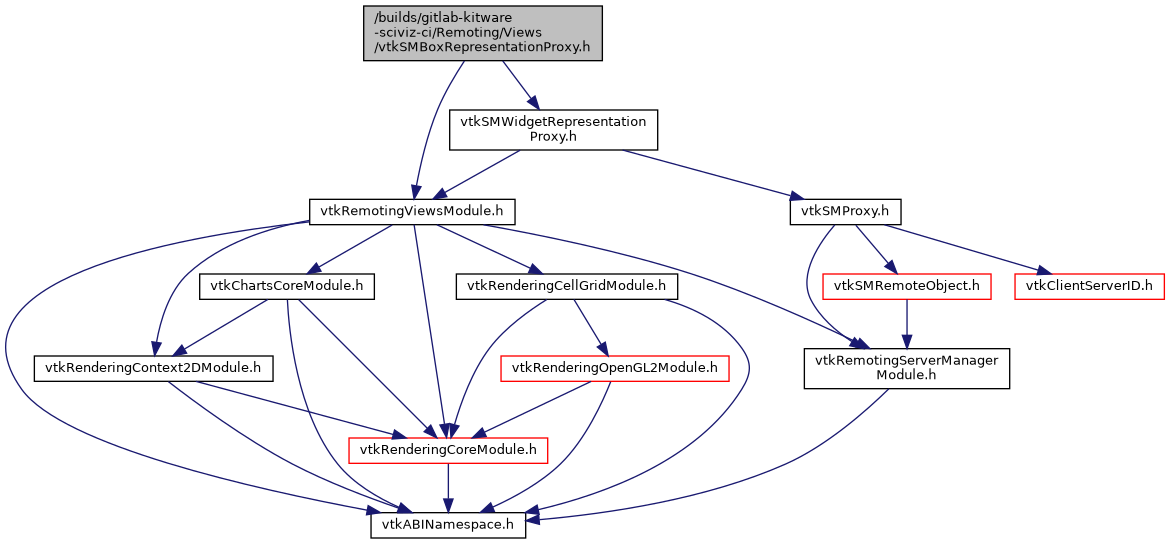 /builds/gitlab-kitware
-sciviz-ci/Remoting/Views
/vtkSMBoxRepresentationProxy.h
vtkSMWidgetRepresentation
Proxy.h
vtkRemotingViewsModule.h
vtkSMProxy.h
vtkChartsCoreModule.h
vtkRenderingCellGridModule.h
vtkSMRemoteObject.h
vtkClientServerID.h
vtkRenderingContext2DModule.h
vtkRenderingOpenGL2Module.h
vtkRemotingServerManager
Module.h
vtkRenderingCoreModule.h
vtkABINamespace.h